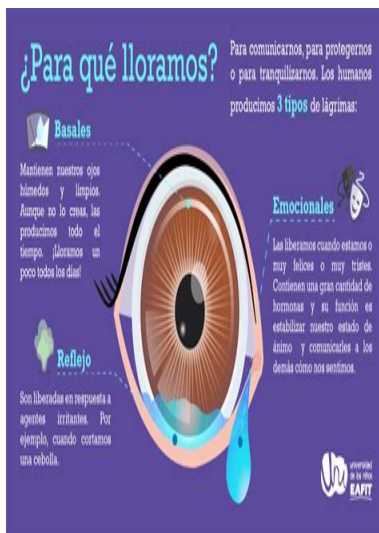 ¿Para qué lloramos?
Para comunicarnos, para protegernos
o para tranquilizarnos. Los humanos
producimos 3 tipos de lágrimas:
Basales
Mantienen nuestros ojos
húmedos y limpios.
Aunque no lo creas, las
producimos todo el
tiempo. ¡Lloramos un
poco todos los días!
Emocionales
Las liberamos cuando estamos o
muy felices o muy tristes.
Contienen una gran cantidad de
hormonas y su función es
estabilizar nuestro estado de
ánimo y comunicarles a los
demás cómo nos sentimos.
Reflejo
Son liberadas en respuesta a
agentes irritantes. Por
ejemplo, cuando cortamos
una cebolla.
universidad
de los niños
EAFIT